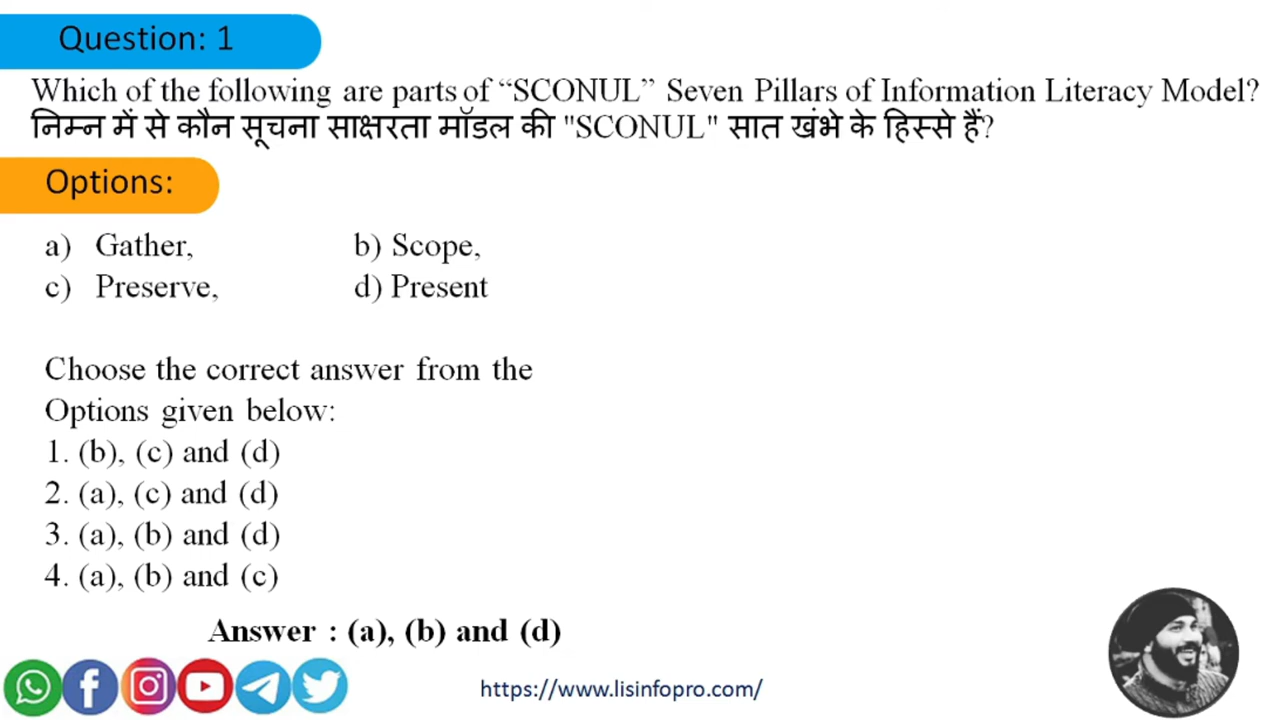 Question: 1
Which of the following are parts of “SCONUL” Seven Pillars of Information Literacy Model?
निम्न में से कौन सूचना साक्षरता मॉडल की "SCONUL" सात खंभे के हिस्से हैं?
Options:
a) Gather, b) Scope,
c) Preserve, d) Present
Choose the correct answer from the
Options given below:
1. (b), (c) and (d)
2. (a), (c) and (d)
3. (a), (b) and (d)
4. (a), (b) and (c)
Answer : (a), (b) and (d)
https://www.lisinfopro.com/